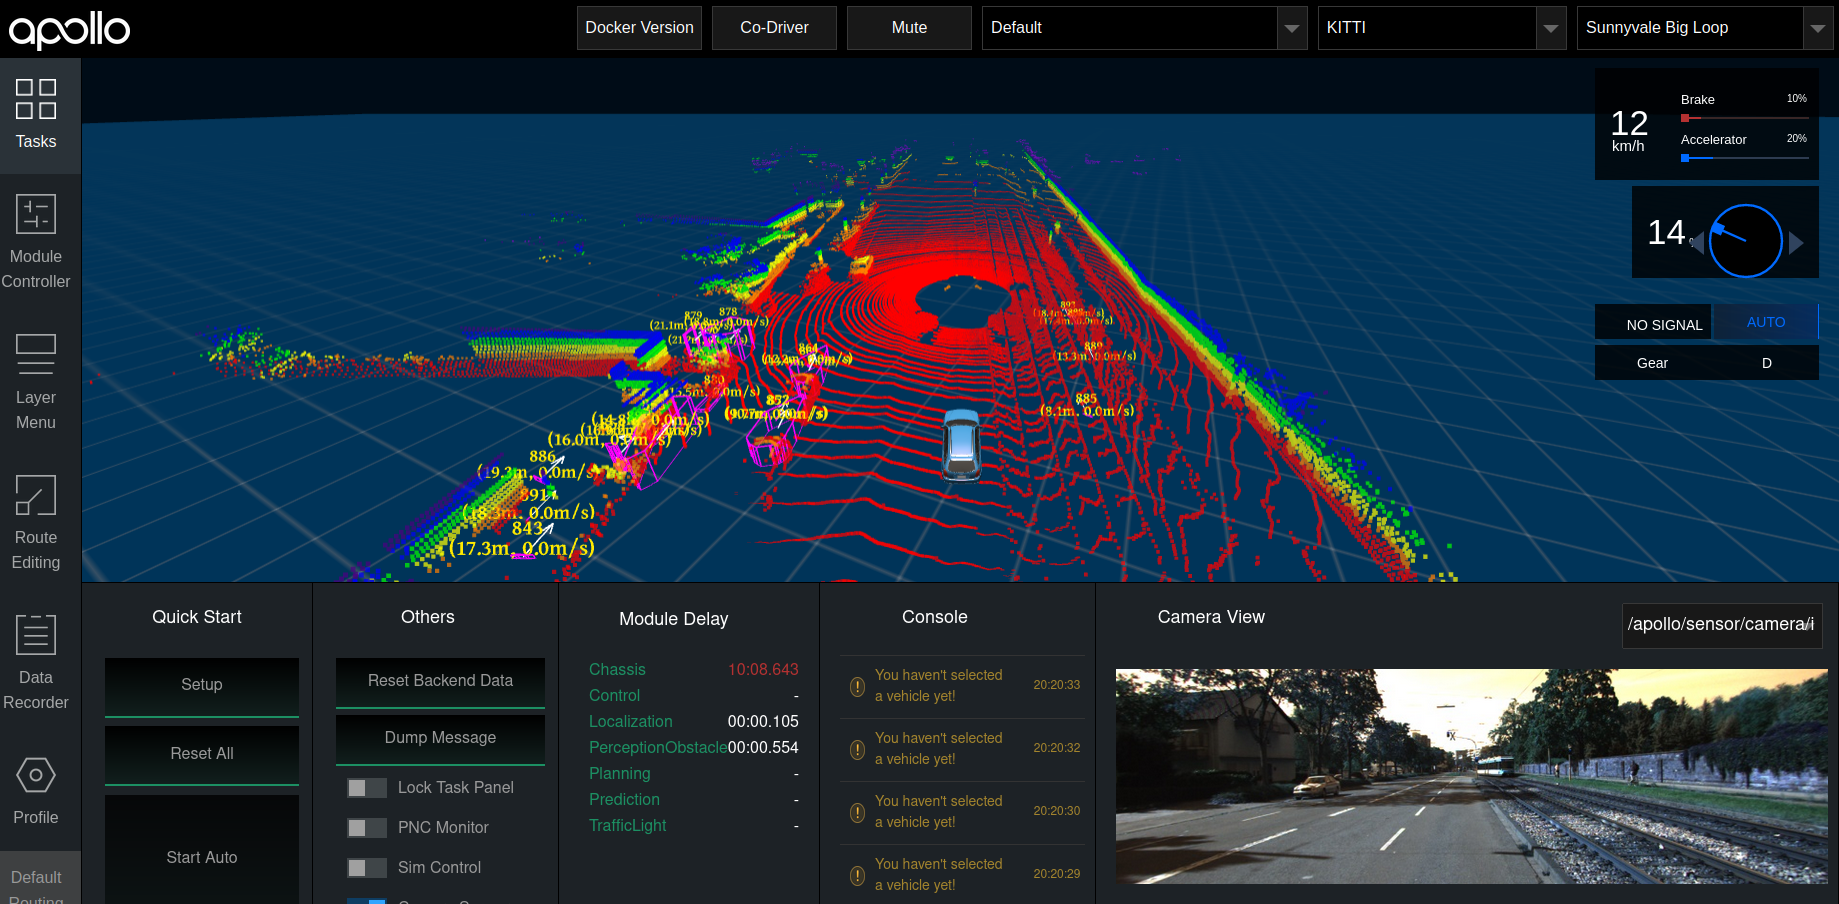 apollo
Docker Version
Co-Driver
Mute
Default
KITTI
Sunnyvale Big Loop
Tasks
Module
Controller
Layer
Menu
Route
Editing
Data
Recorder
Profile
Default
Routing
12
km/h
Brake 10%
Accelerator 20%
14
NO SIGNAL
AUTO
Gear D
879
878
864
(12.2m, 0.0m/s)
880
872
889
(13.3m, 0.0m/s)
885
(8.1m, 0.0m/s)
886
(19.3m, 0.0m/s)
891
0.0m/s)
843
(17.3m, 0.0m/s)
Quick Start
Setup
Reset All
Start Auto
Others
Reset Backend Data
Dump Message
Lock Task Panel
PNC Monitor
Sim Control
Module Delay
Chassis 10:08.643
Control -
Localization 00:00.105
PerceptionObstacle 00:00.554
Planning -
Prediction -
TrafficLight -
Console
You haven't selected
a vehicle yet!
20:20:33
You haven't selected
a vehicle yet!
20:20:32
You haven't selected
a vehicle yet!
20:20:30
You haven't selected
a vehicle yet!
20:20:29
Camera View
/apollo/sensor/camera/i